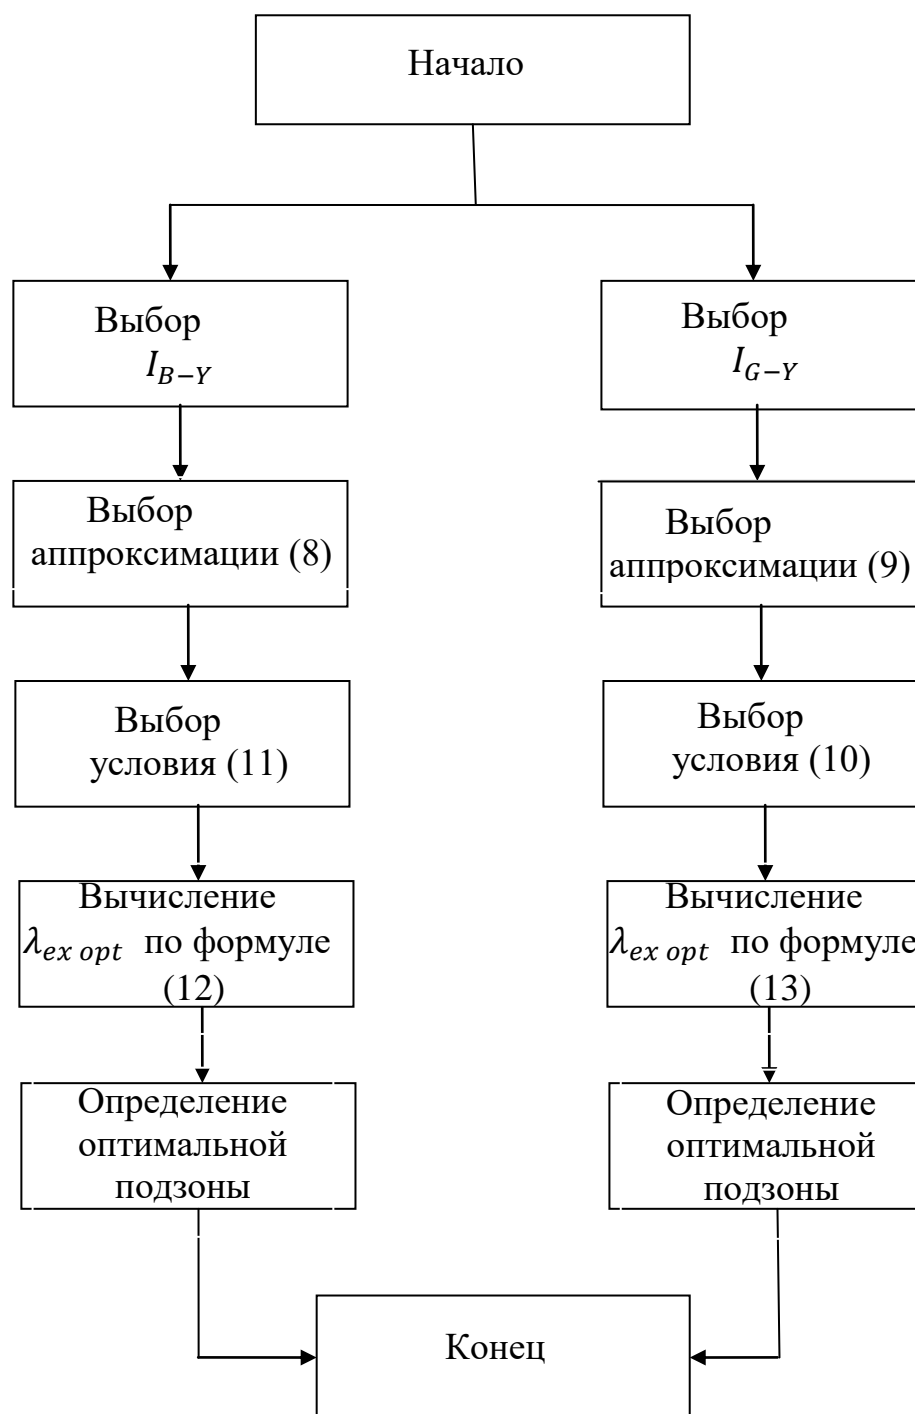 Начало
Выбор
I_{B-Y}
Выбор
I_{G-Y}
Выбор
аппроксимации (8)
Выбор
аппроксимации (9)
Выбор
условия (11)
Выбор
условия (10)
Вычисление
λ_{ex opt} по формуле
(12)
Вычисление
λ_{ex opt} по формуле
(13)
Определение
оптимальной
подзоны
Определение
оптимальной
подзоны
Конец